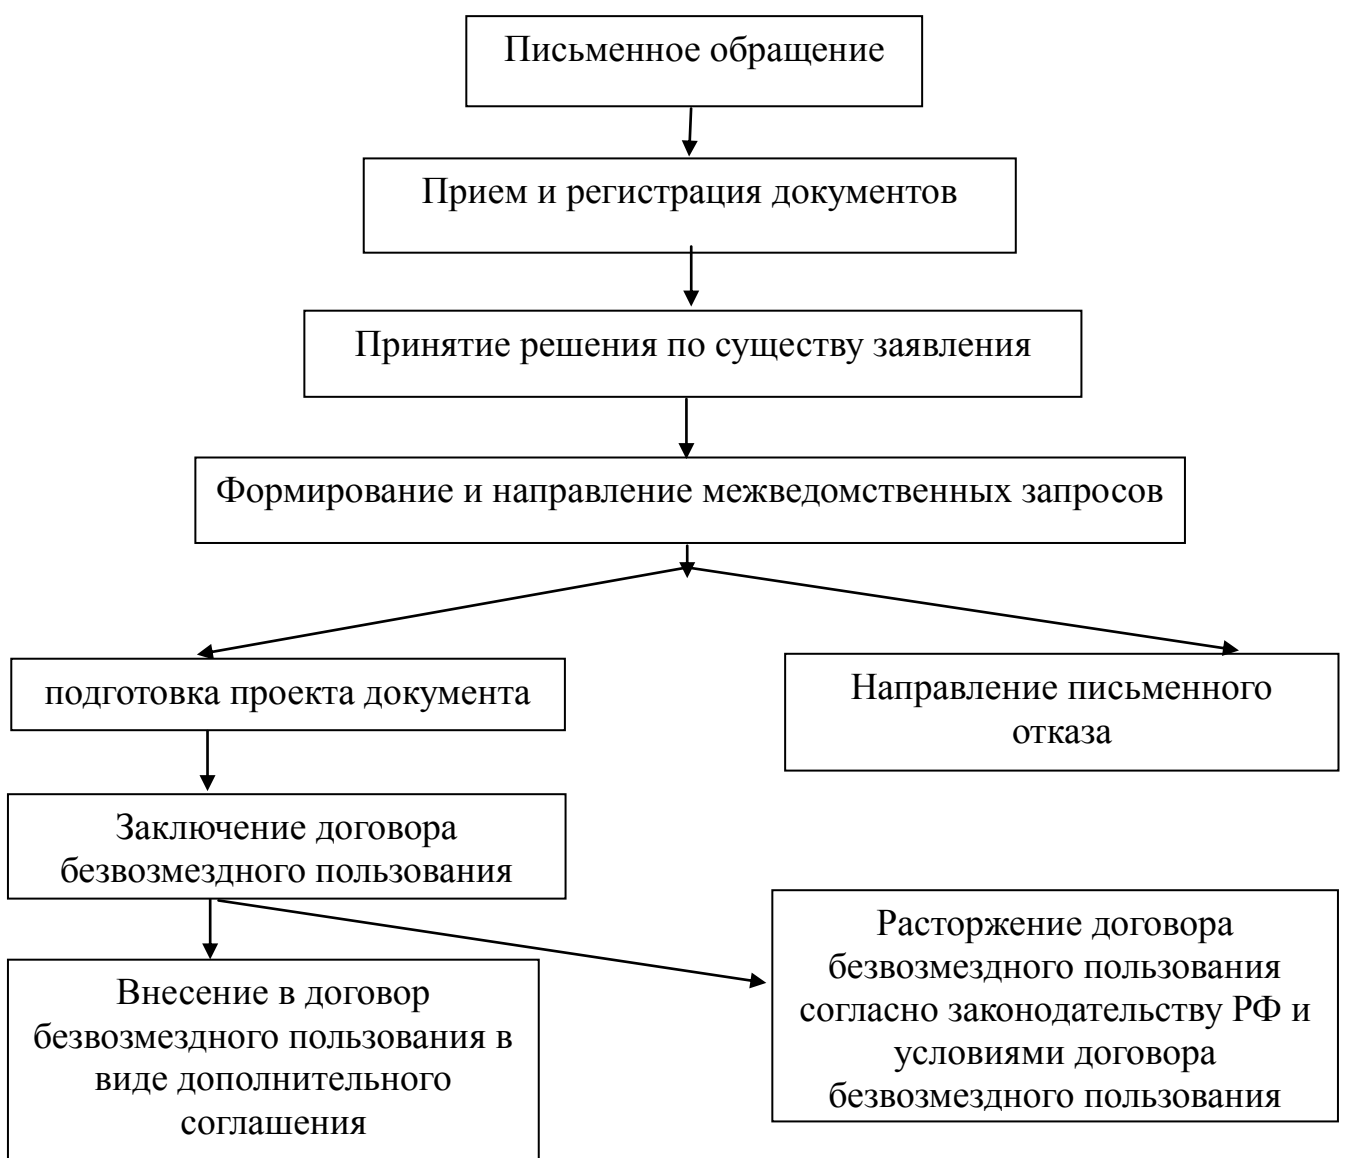 Письменное обращение
Прием и регистрация документов
Принятие решения по существу заявления
Формирование и направление межведомственных запросов
подготовка проекта документа
Направление письменного
отказа
Заключение договора
безвозмездного пользования
Внесение в договор
безвозмездного пользования в
виде дополнительного
соглашения
Расторжение договора
безвозмездного пользования
согласно законодательству РФ и
условиями договора
безвозмездного пользования